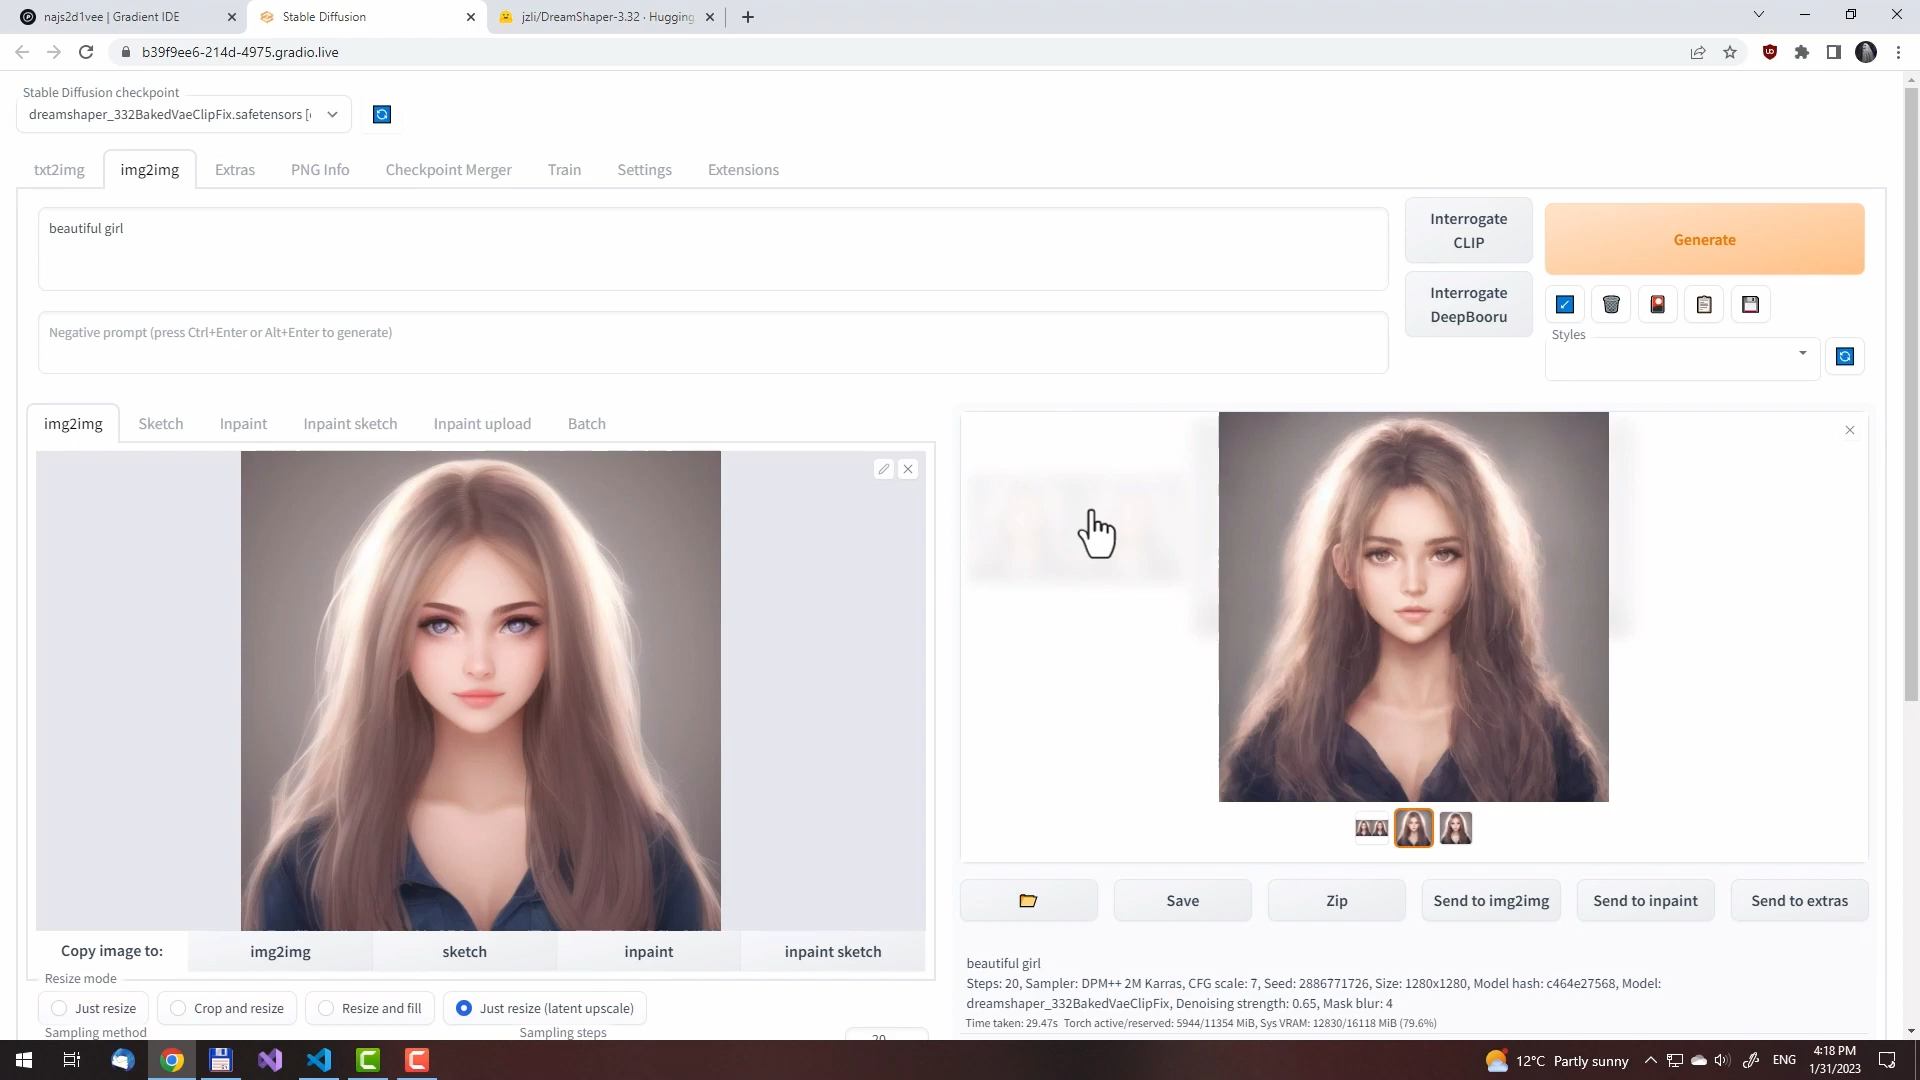 najs2d1vee | Gradient IDE
Stable Diffusion
jzli/DreamShaper-3.32 · Hugging
b39f9ee6-214d-4975.gradio.live
Stable Diffusion checkpoint
dreamshaper_332BakedVaeClipFix.safetensors [
txt2img
img2img
Extras
PNG Info
Checkpoint Merger
Train
Settings
Extensions
beautiful girl
Negative prompt (press Ctrl+Enter or Alt+Enter to generate)
Interrogate
CLIP
Interrogate
DeepBooru
Generate
Styles
img2img
Sketch
Inpaint
Inpaint sketch
Inpaint upload
Batch
Copy image to:
img2img
sketch
inpaint
inpaint sketch
Resize mode
Just resize
Crop and resize
Resize and fill
Just resize (latent upscale)
Sampling method
Sampling steps
20
Save
Zip
Send to img2img
Send to inpaint
Send to extras
beautiful girl
Steps: 20, Sampler: DPM++ 2M Karras, CFG scale: 7, Seed: 2886771726, Size: 1280x1280, Model hash: c464e27568, Model:
dreamshaper_332BakedVaeClipFix, Denoising strength: 0.65, Mask blur: 4
Time taken: 29.47s Torch active/reserved: 5944/11354 MiB, Sys VRAM: 12830/16118 MiB (79.6%)
12°C Partly sunny
ENG
4:18 PM
1/31/2023